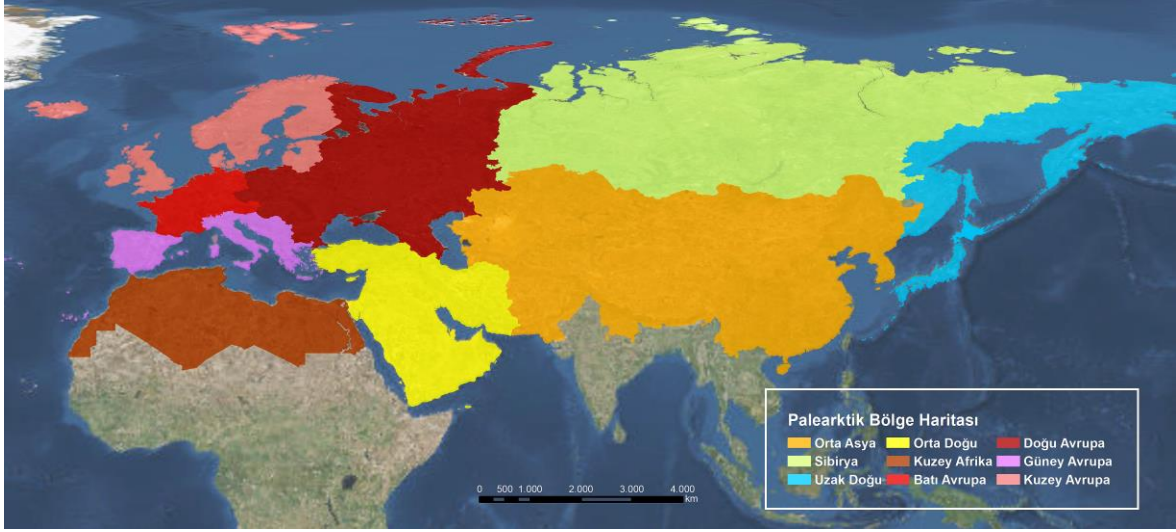 Palearktik Bölge Haritası
Orta Asya Orta Doğu Doğu Avrupa
Sibirya Kuzey Afrika Güney Avrupa
Uzak Doğu Batı Avrupa Kuzey Avrupa
0 500 1.000 2.000 3.000 4.000
km